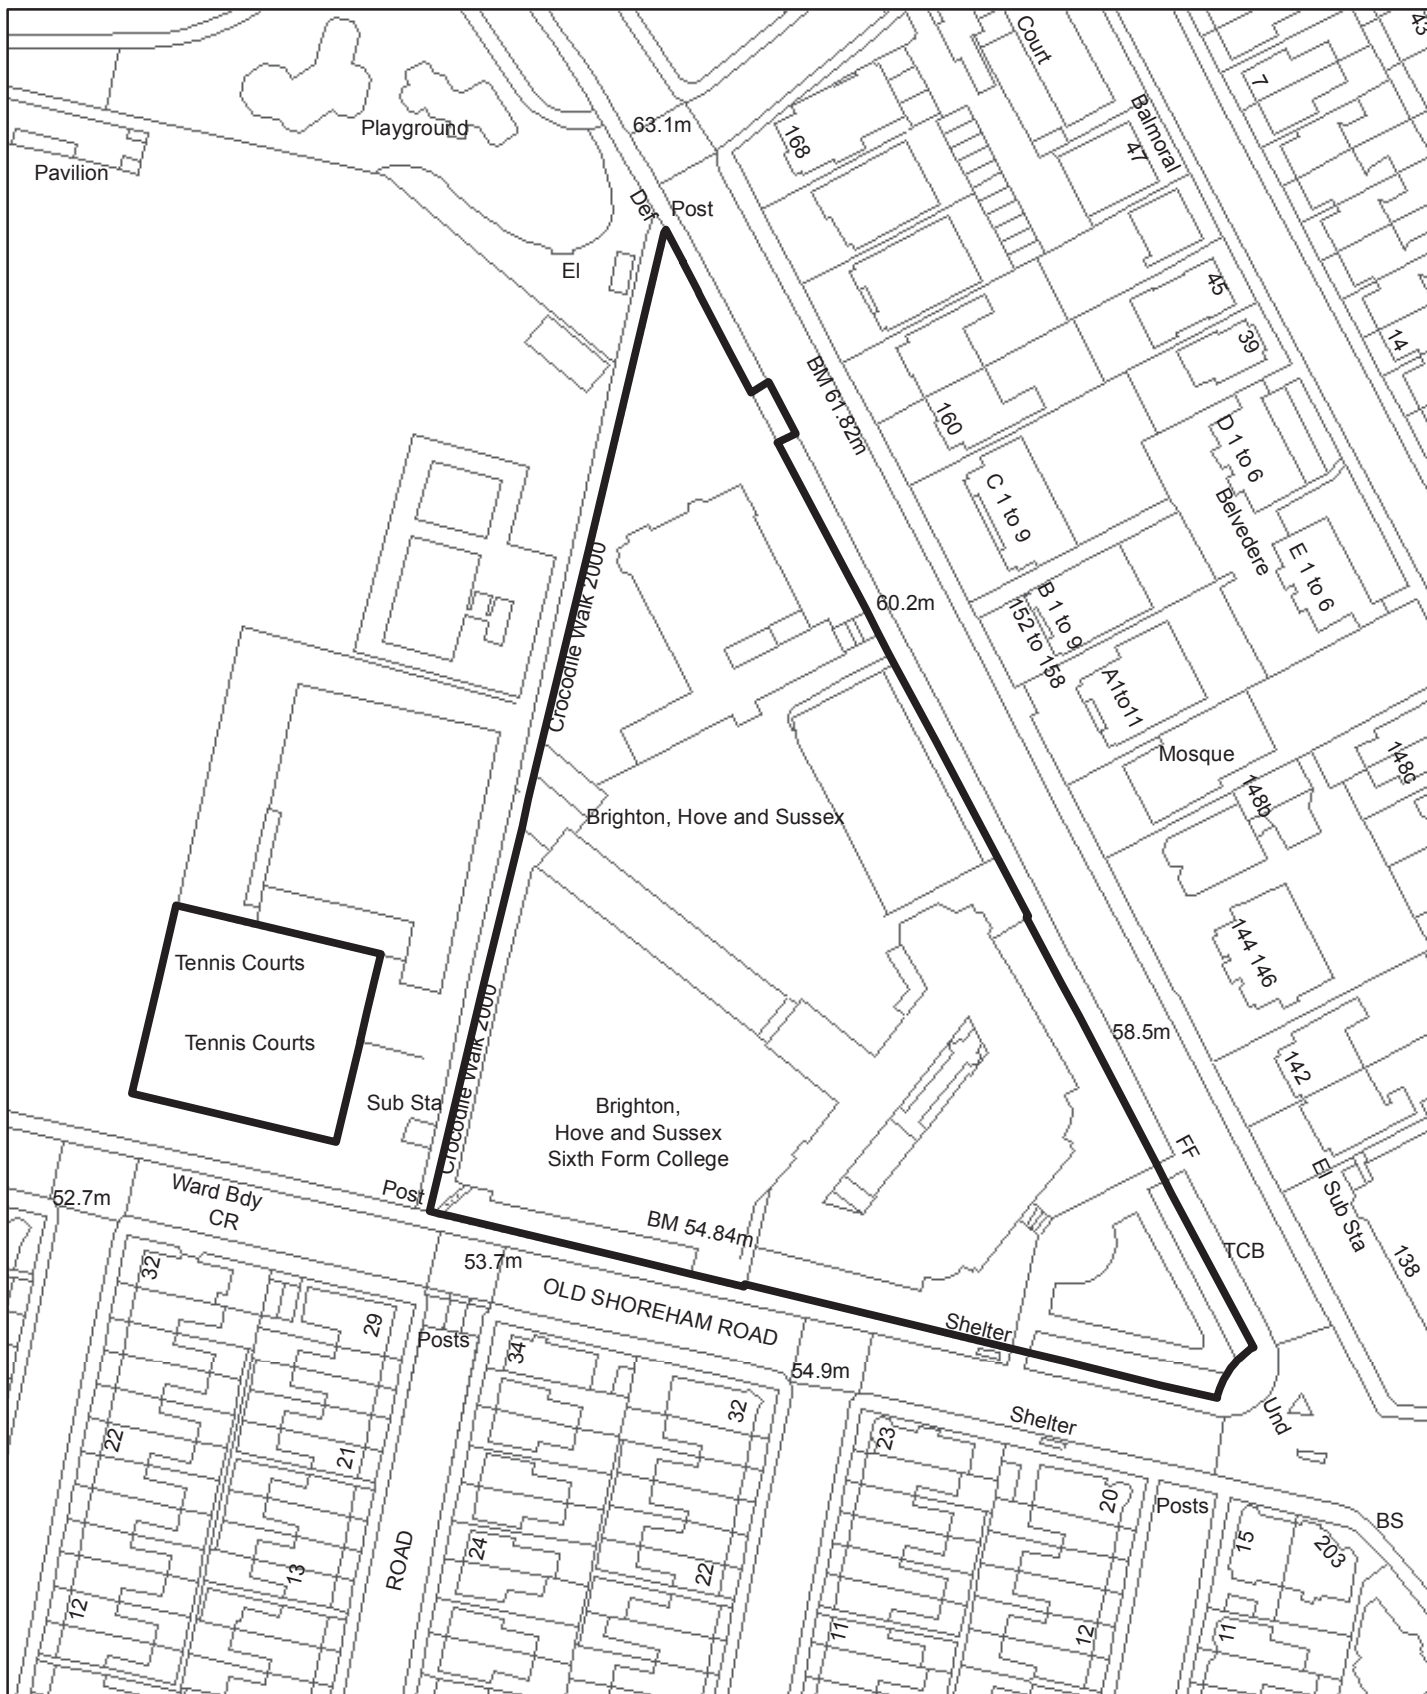 Court
43
7
Balmoral
Playground
63.1m
168
47
Pavilion
Def
Post
El
45
39
14
BM 61.82m
160
D 1 to 6
C 1 to 9
Belvedere
E 1 to 6
Crocodile Walk 2000
60.2m
B 1 to 9
152 to 158
A1to11
Mosque
148c
148b
Brighton, Hove and Sussex
144 146
Tennis Courts
Tennis Courts
Crocodile Walk 2000
58.5m
142
Sub Sta
Brighton,
Hove and Sussex
Sixth Form College
FF
El Sub Sta
52.7m
Ward Bdy
CR
Post
BM 54.84m
TCB
138
32
53.7m
OLD SHOREHAM ROAD
29
Posts
34
Shelter
54.9m
32
Shelter
Und
22
21
23
20
Posts
BS
15
203
24
22
13
ROAD
12
11
12
11